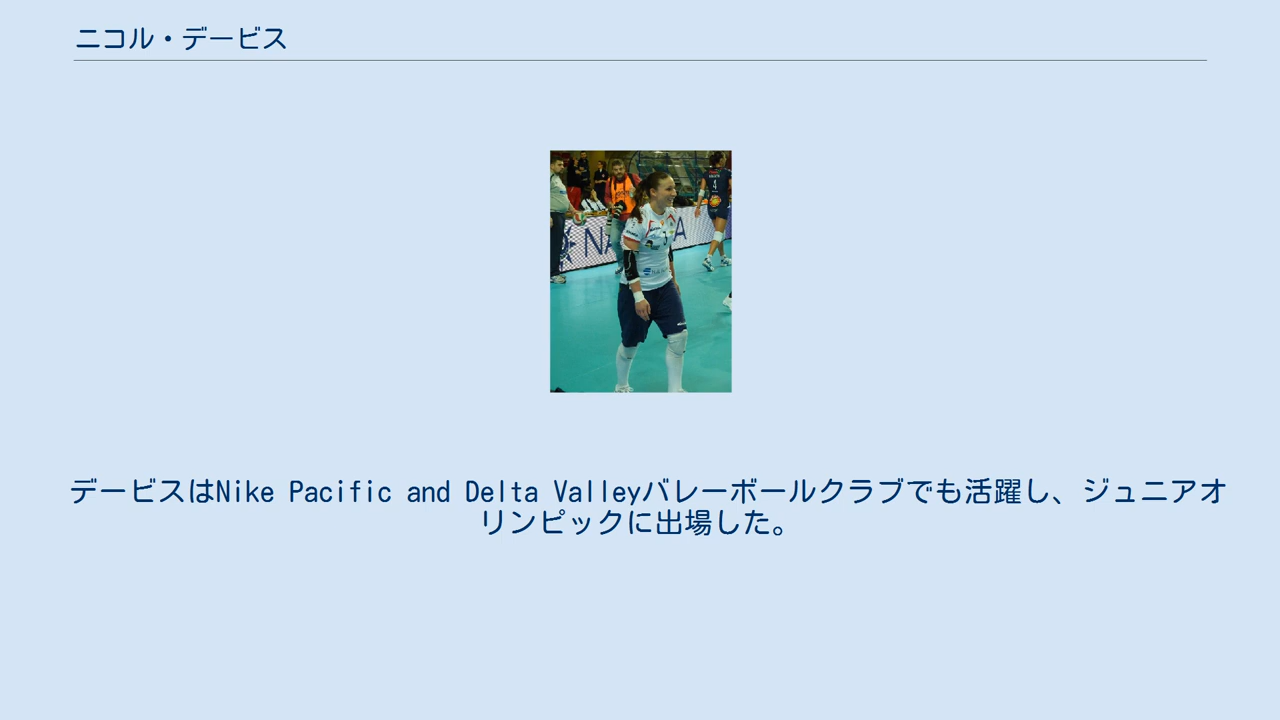 ニコル・デービス
NA
A
4
デービスはNike Pacific and Delta Valleyバレーボールクラブでも活躍し、ジュニアオ
リンピックに出場した。